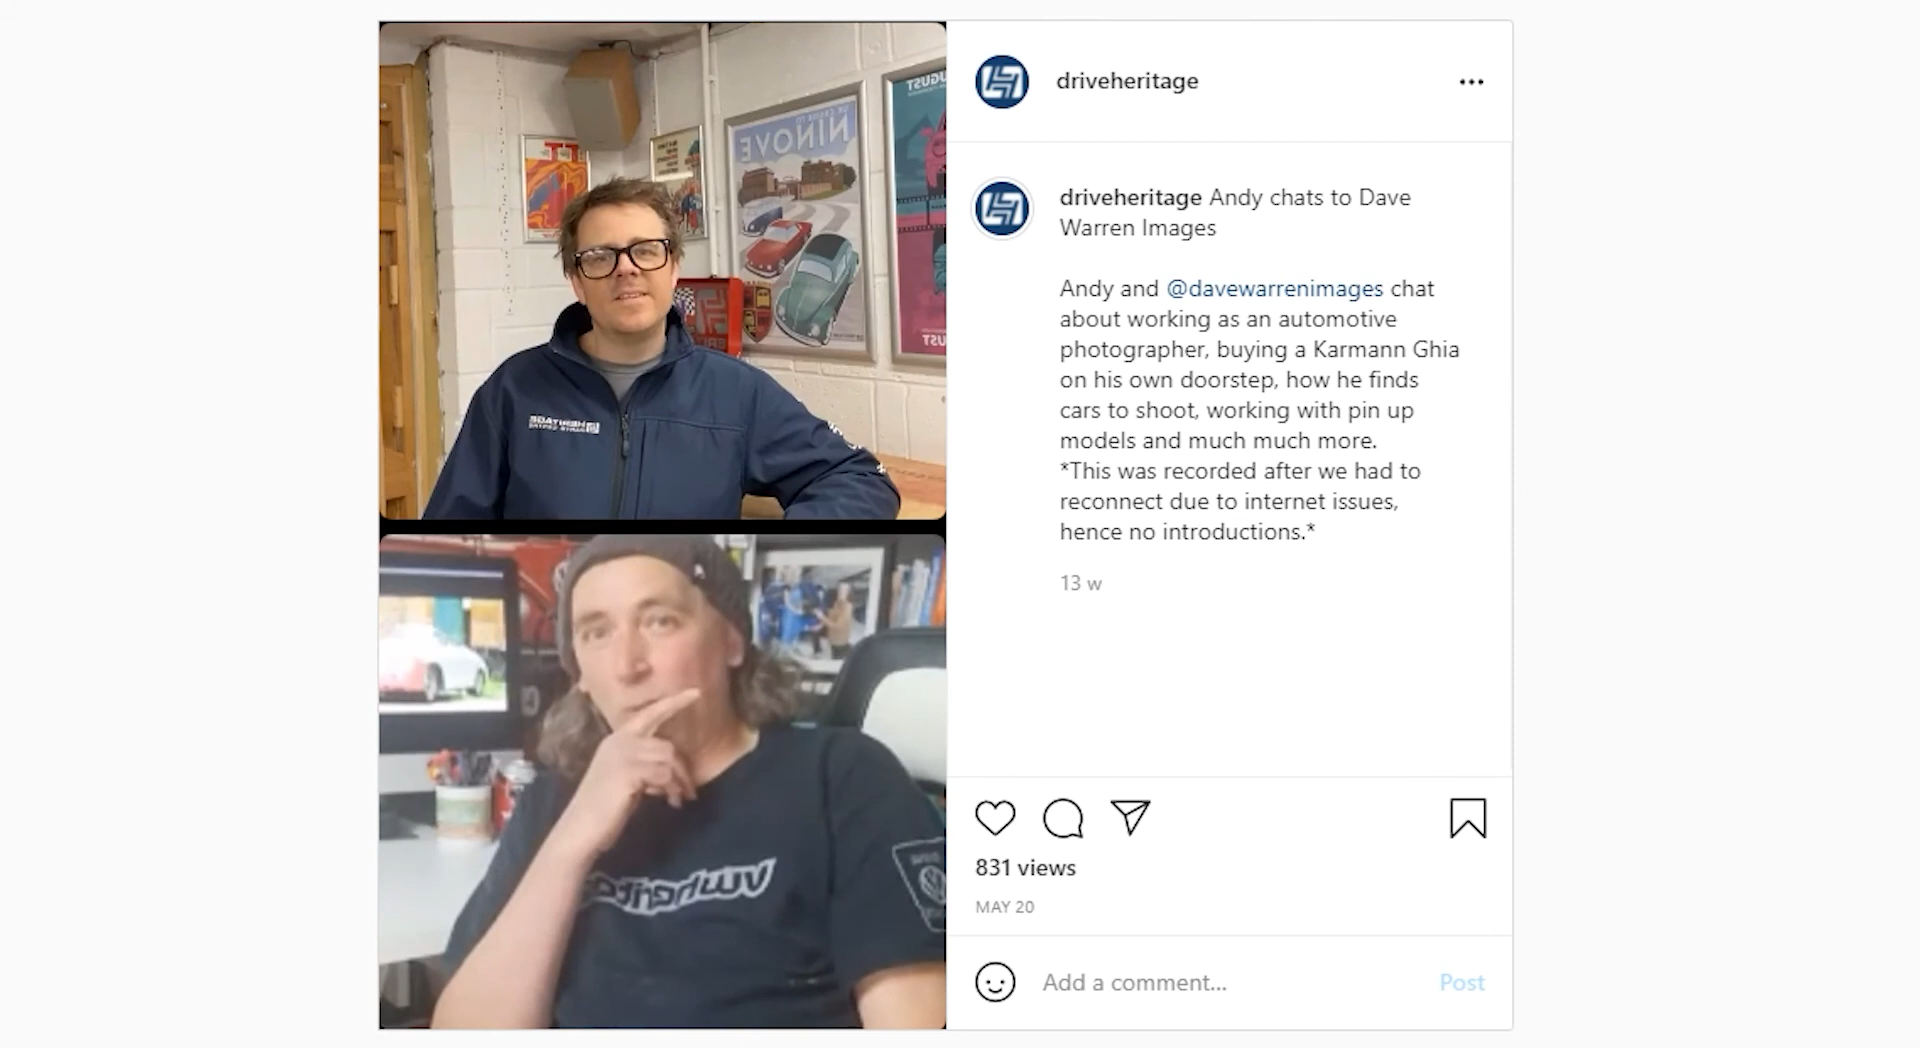 driveheritage
driveheritage Andy chats to Dave
Warren Images
Andy and @davewarrenimages chat
about working as an automotive
photographer, buying a Karmann Ghia
on his own doorstep, how he finds
cars to shoot, working with pin up
models and much much more.
*This was recorded after we had to
reconnect due to internet issues,
hence no introductions.*
13 w
831 views
MAY 20
Add a comment...
Post
NINOVE
AUGUST
HERITAGE
vwherita